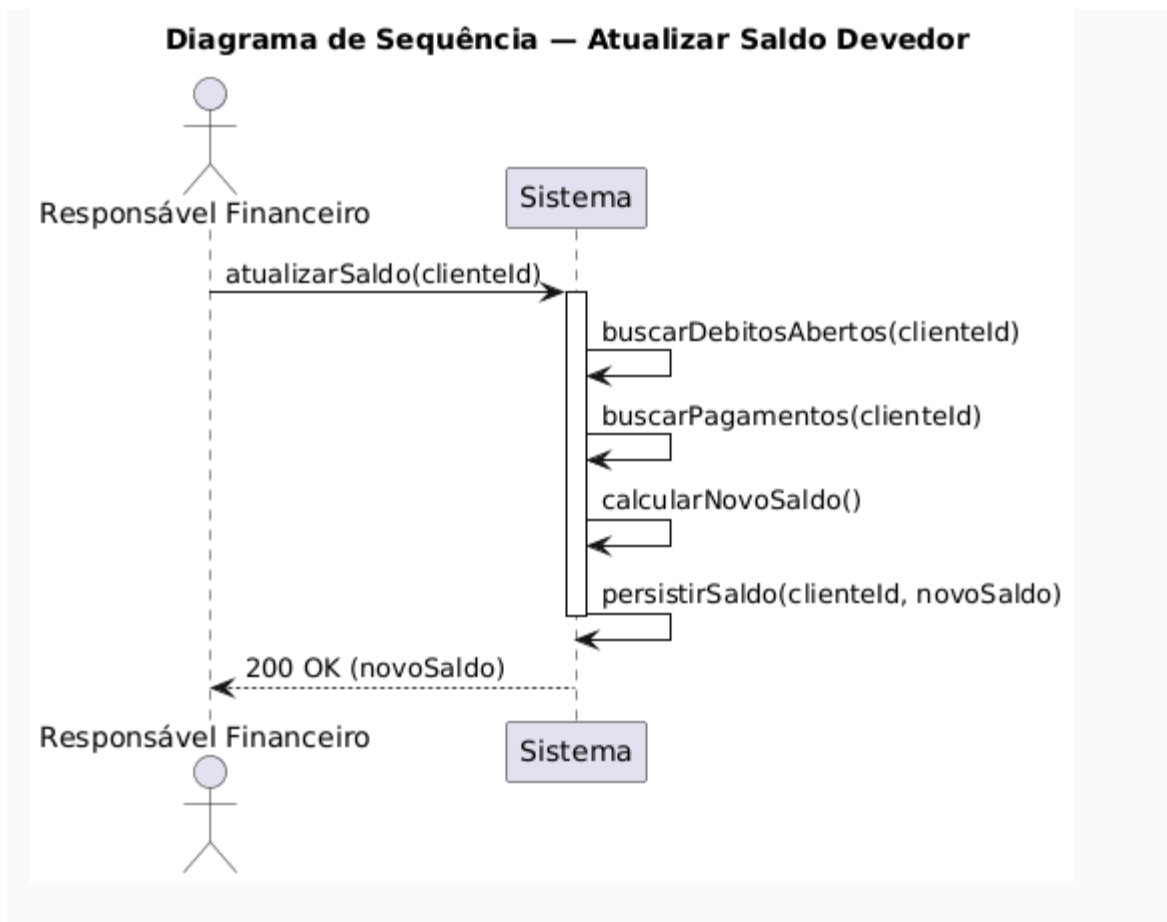 Diagrama de Sequência — Atualizar Saldo Devedor
Responsável Financeiro
Sistema
atualizarSaldo(clienteId)
buscarDebitosAbertos(clienteId)
buscarPagamentos(clienteId)
calcularNovoSaldo()
persistirSaldo(clienteId, novoSaldo)
200 OK (novoSaldo)
Responsável Financeiro
Sistema